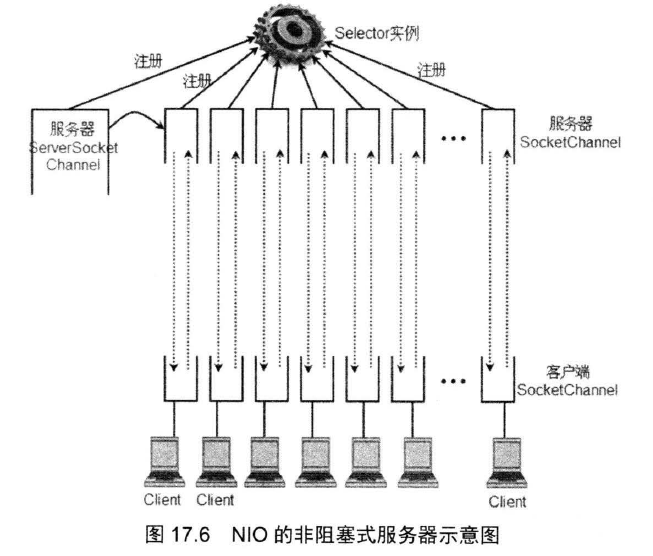 Selector实例
注册
注册
注册
服务器
ServerSocket
Channel
服务器
SocketChannel
客户端
SocketChannel
Client
Client
Client
图 17.6 NIO 的非阻塞式服务器示意图